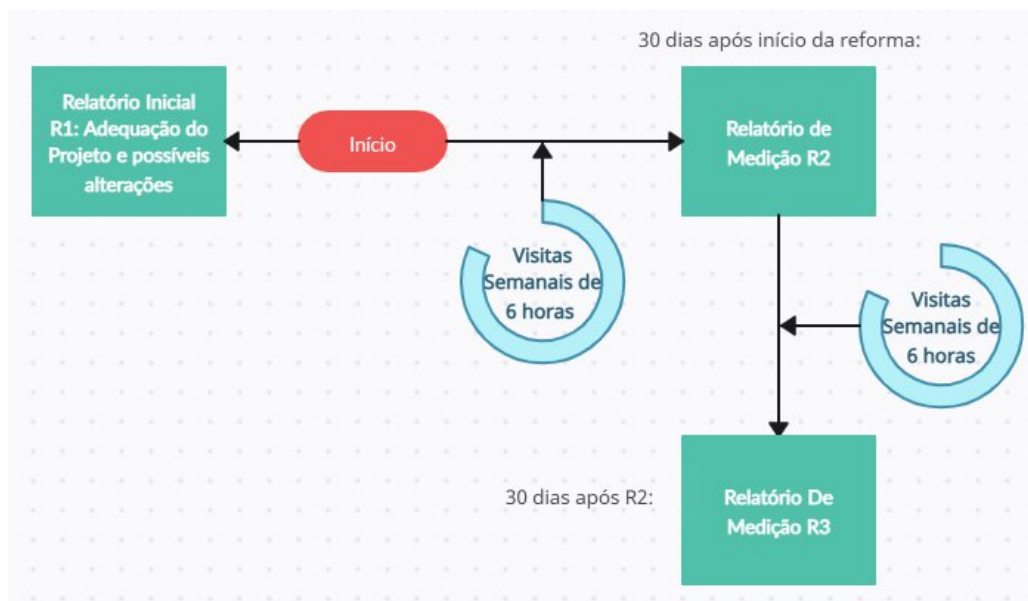 30 dias após início da reforma:
Relatório Inicial
R1: Adequação do
Projeto e possíveis
alterações
Início
Relatório de
Medição R2
Visitas
Semanais de
6 horas
Visitas
Semanais de
6 horas
30 dias após R2:
Relatório De
Medição R3